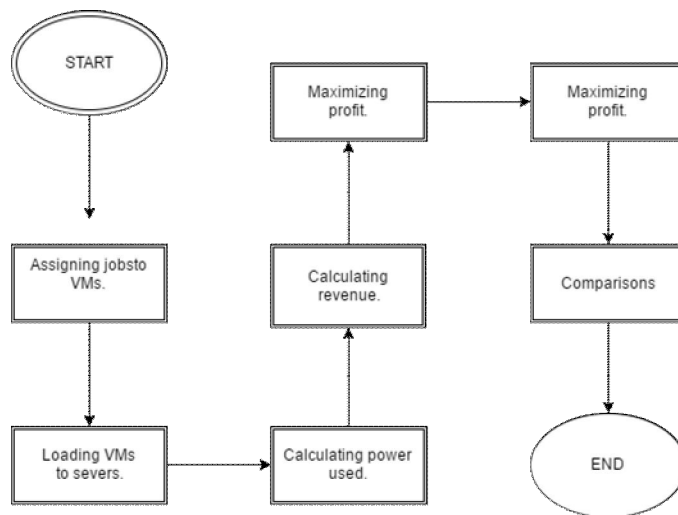 START
Assigning jobsto
VMs.
Loading VMs
to severs.
Calculating power
used.
Calculating
revenue.
Maximizing
profit.
Maximizing
profit.
Comparisons
END